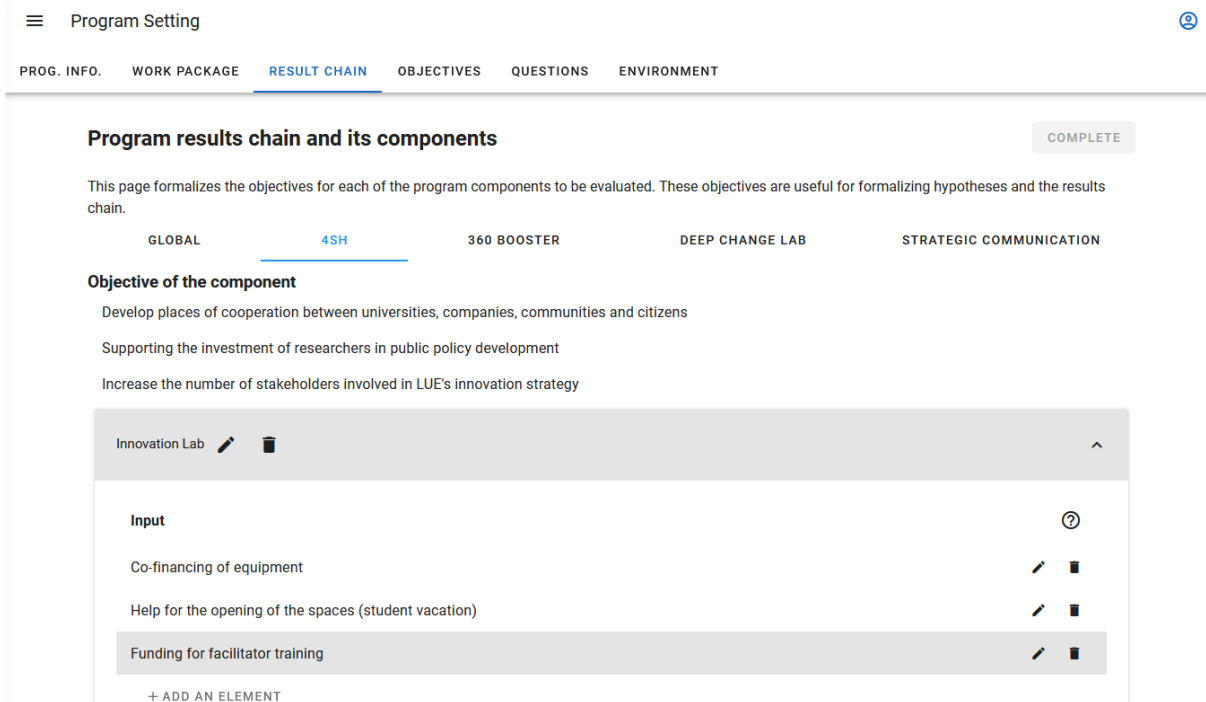 Program Setting
PROG. INFO. WORK PACKAGE RESULT CHAIN OBJECTIVES QUESTIONS ENVIRONMENT
Program results chain and its components
COMPLETE
This page formalizes the objectives for each of the program components to be evaluated. These objectives are useful for formalizing hypotheses and the results
chain.
GLOBAL 4SH 360 BOOSTER DEEP CHANGE LAB STRATEGIC COMMUNICATION
Objective of the component
Develop places of cooperation between universities, companies, communities and citizens
Supporting the investment of researchers in public policy development
Increase the number of stakeholders involved in LUE's innovation strategy
Innovation Lab
Input
Co-financing of equipment
Help for the opening of the spaces (student vacation)
Funding for facilitator training
+ ADD AN ELEMENT